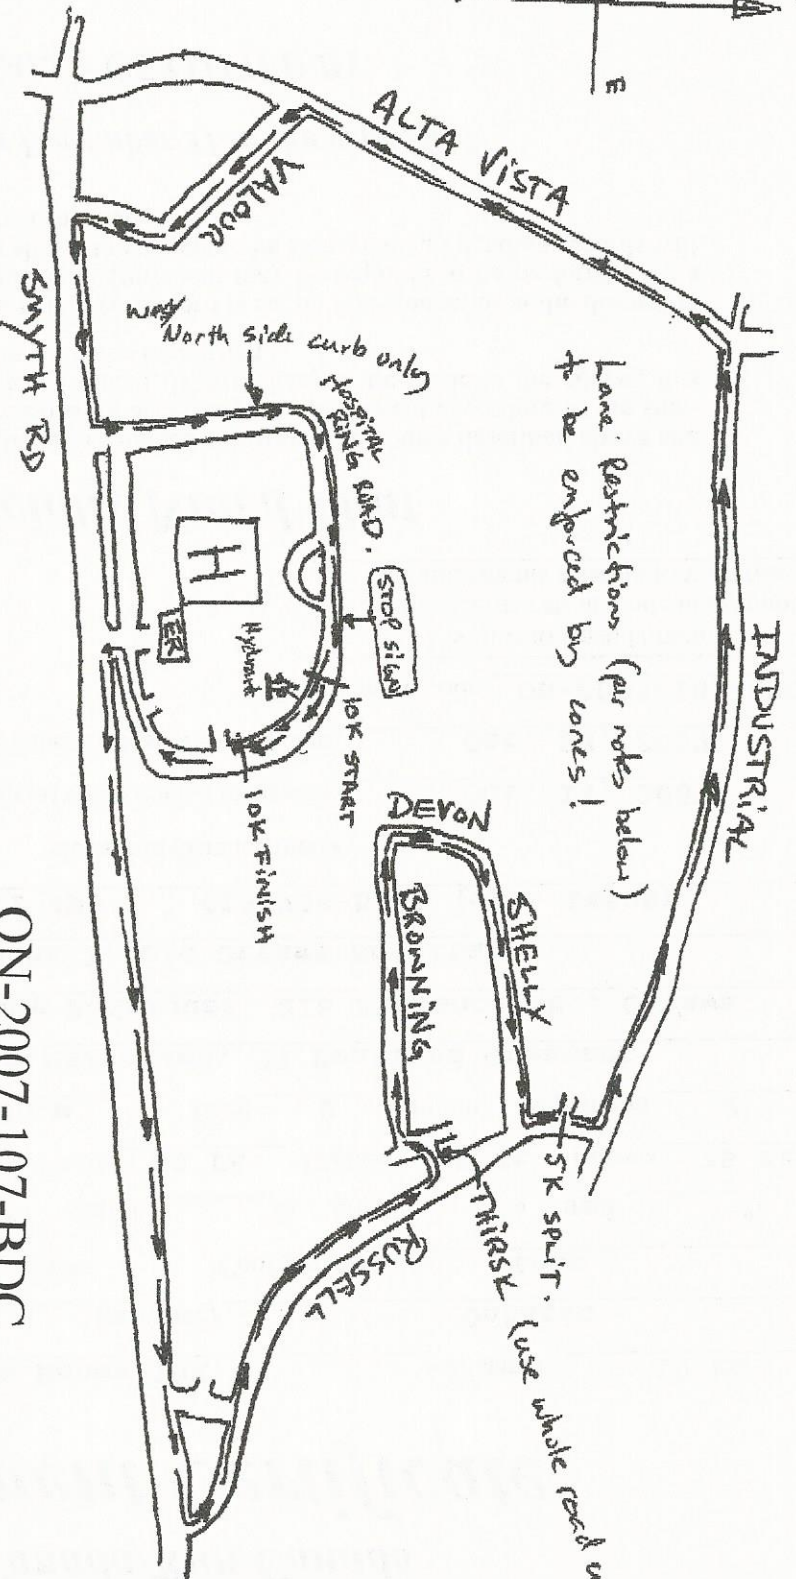 E
ALTA VISTA
VALOUR
North side curb only
HOSPITAL
RING ROAD.
SMYTH RD
Lane Restrictions (per notes below)
to be enforced by cones!
INDUSTRIAL
STOP SIGN
H
ER
Hydrant
10K START
10K FINISH
DEVON
SHELLY
BROWNING
5K SPLIT.
THIRSK (use whole road
RUSSELL
ON-2007-107-BDC